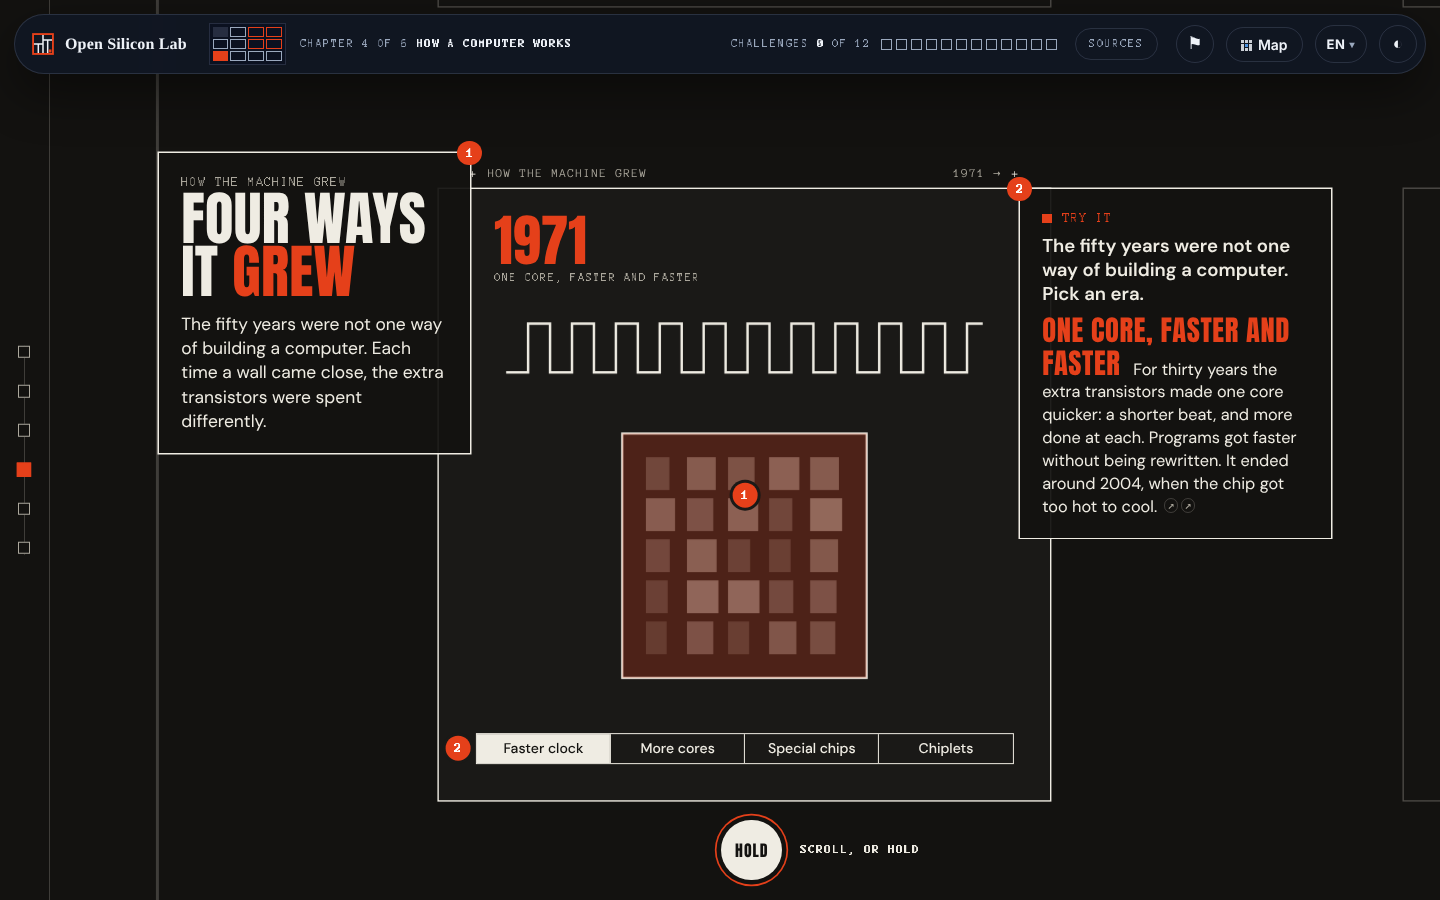 Open Silicon Lab
CHAPTER 4 OF 6 HOW A COMPUTER WORKS
CHALLENGES 0 OF 12
SOURCES
Map
EN
1
HOW THE MACHINE GREW
FOUR WAYS
IT GREW
The fifty years were not one way
of building a computer. Each
time a wall came close, the extra
transistors were spent
differently.
HOW THE MACHINE GREW
1971 →
1971
ONE CORE, FASTER AND FASTER
1
2
Faster clock
More cores
Special chips
Chiplets
2
TRY IT
The fifty years were not one
way of building a computer.
Pick an era.
ONE CORE, FASTER AND
FASTER For thirty years the
extra transistors made one core
quicker: a shorter beat, and more
done at each. Programs got faster
without being rewritten. It ended
around 2004, when the chip got
too hot to cool.
HOLD
SCROLL, OR HOLD